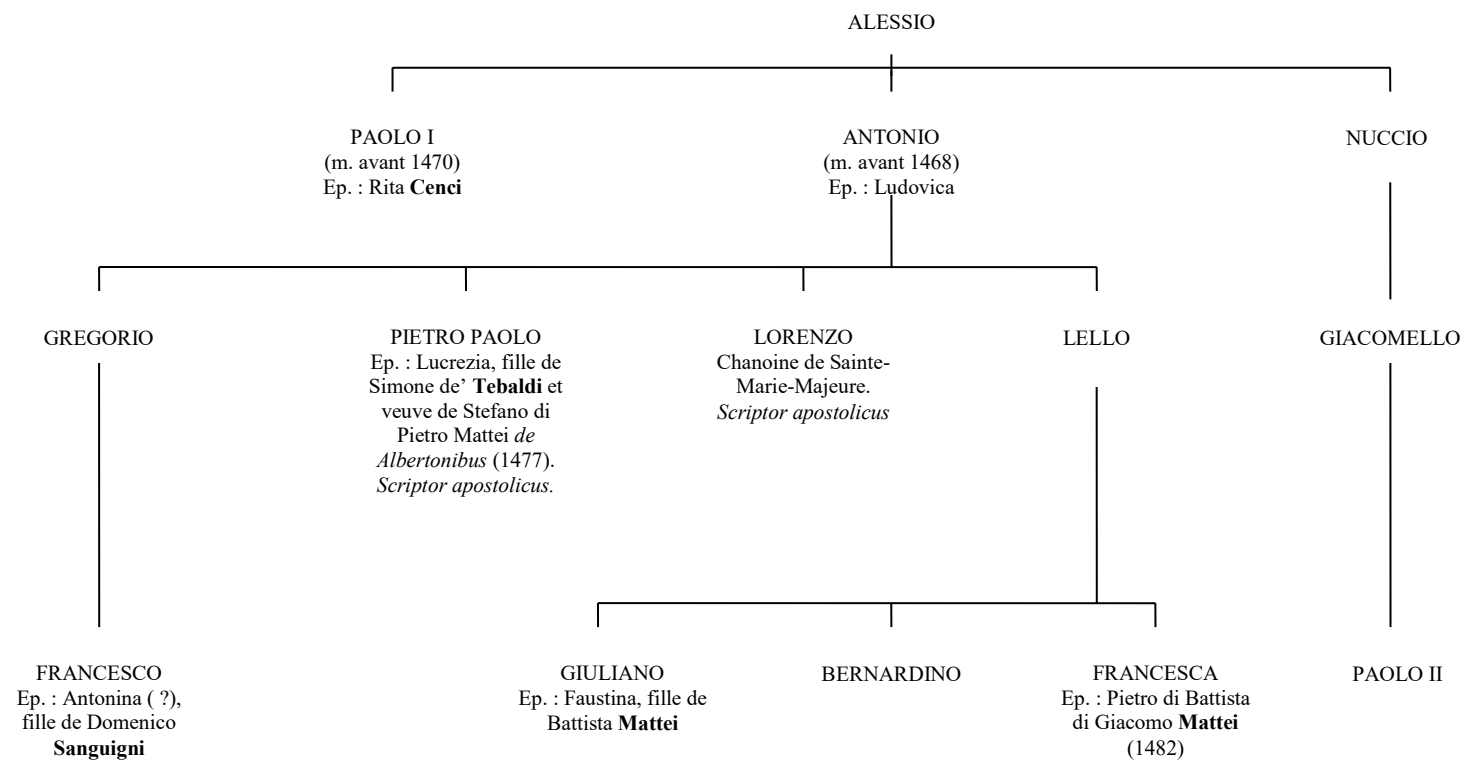 ALESSIO
PAOLO I
(m. avant 1470)
Ep. : Rita Cenci
ANTONIO
(m. avant 1468)
Ep. : Ludovica
NUCCIO
GREGORIO
PIETRO PAOLO
Ep. : Lucrezia, fille de
Simone de’ Tebaldi et
veuve de Stefano di
Pietro Mattei de
Albertonibus (1477).
Scriptor apostolicus.
LORENZO
Chanoine de Sainte-
Marie-Majeure.
Scriptor apostolicus
LELLO
GIACOMELLO
FRANCESCO
Ep. : Antonina ( ?),
fille de Domenico
Sanguigni
GIULIANO
Ep. : Faustina, fille de
Battista Mattei
BERNARDINO
FRANCESCA
Ep. : Pietro di Battista
di Giacomo Mattei
(1482)
PAOLO II